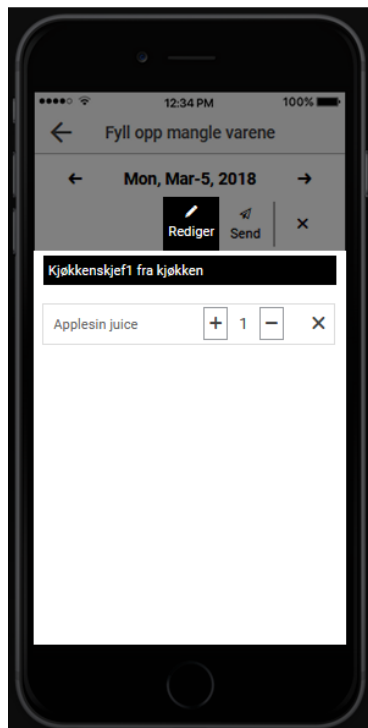 12:34 PM 100%
Fyll opp mangle varene
Mon, Mar-5, 2018
Rediger Send
Kjøkkenskjef1 fra kjøkken
Applesin juice + 1 −